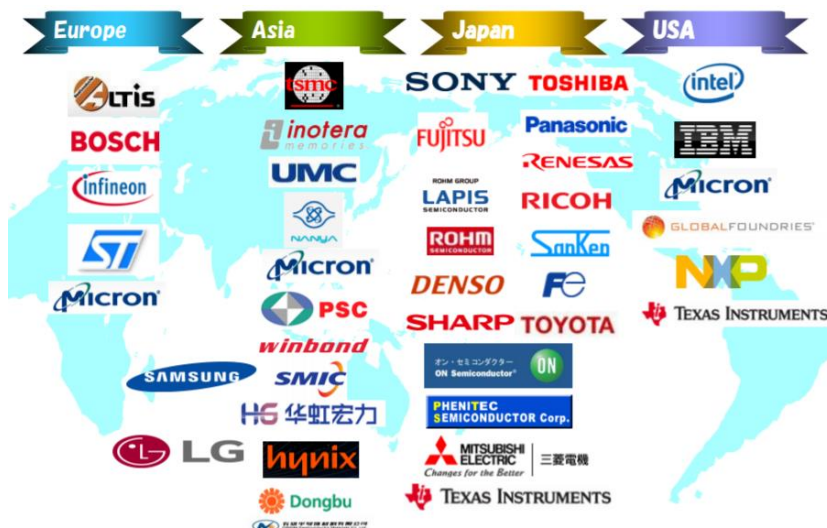 Europe
Asia
Japan
USA
ALTIS
BOSCH
infineon
ST
Micron
tsmc
inotera
memories
UMC
NANYA
Micron
PSC
winbond
SAMSUNG
SMIC
H6 华虹宏力
LG
hynix
Dongbu
SONY
TOSHIBA
FUJITSU
Panasonic
RENESAS
ROHM GROUP
LAPIS
SEMICONDUCTOR
RICOH
ROHM
SEMICONDUCTOR
SanKen
DENSO
Fe
SHARP
TOYOTA
オン・セミコンダクター
ON Semiconductor®
ON
PHENITEC
SEMICONDUCTOR Corp.
MITSUBISHI
ELECTRIC
Changes for the Better
三菱電機
TEXAS INSTRUMENTS
intel
IBM
Micron
GLOBALFOUNDRIES
NXP
TEXAS INSTRUMENTS